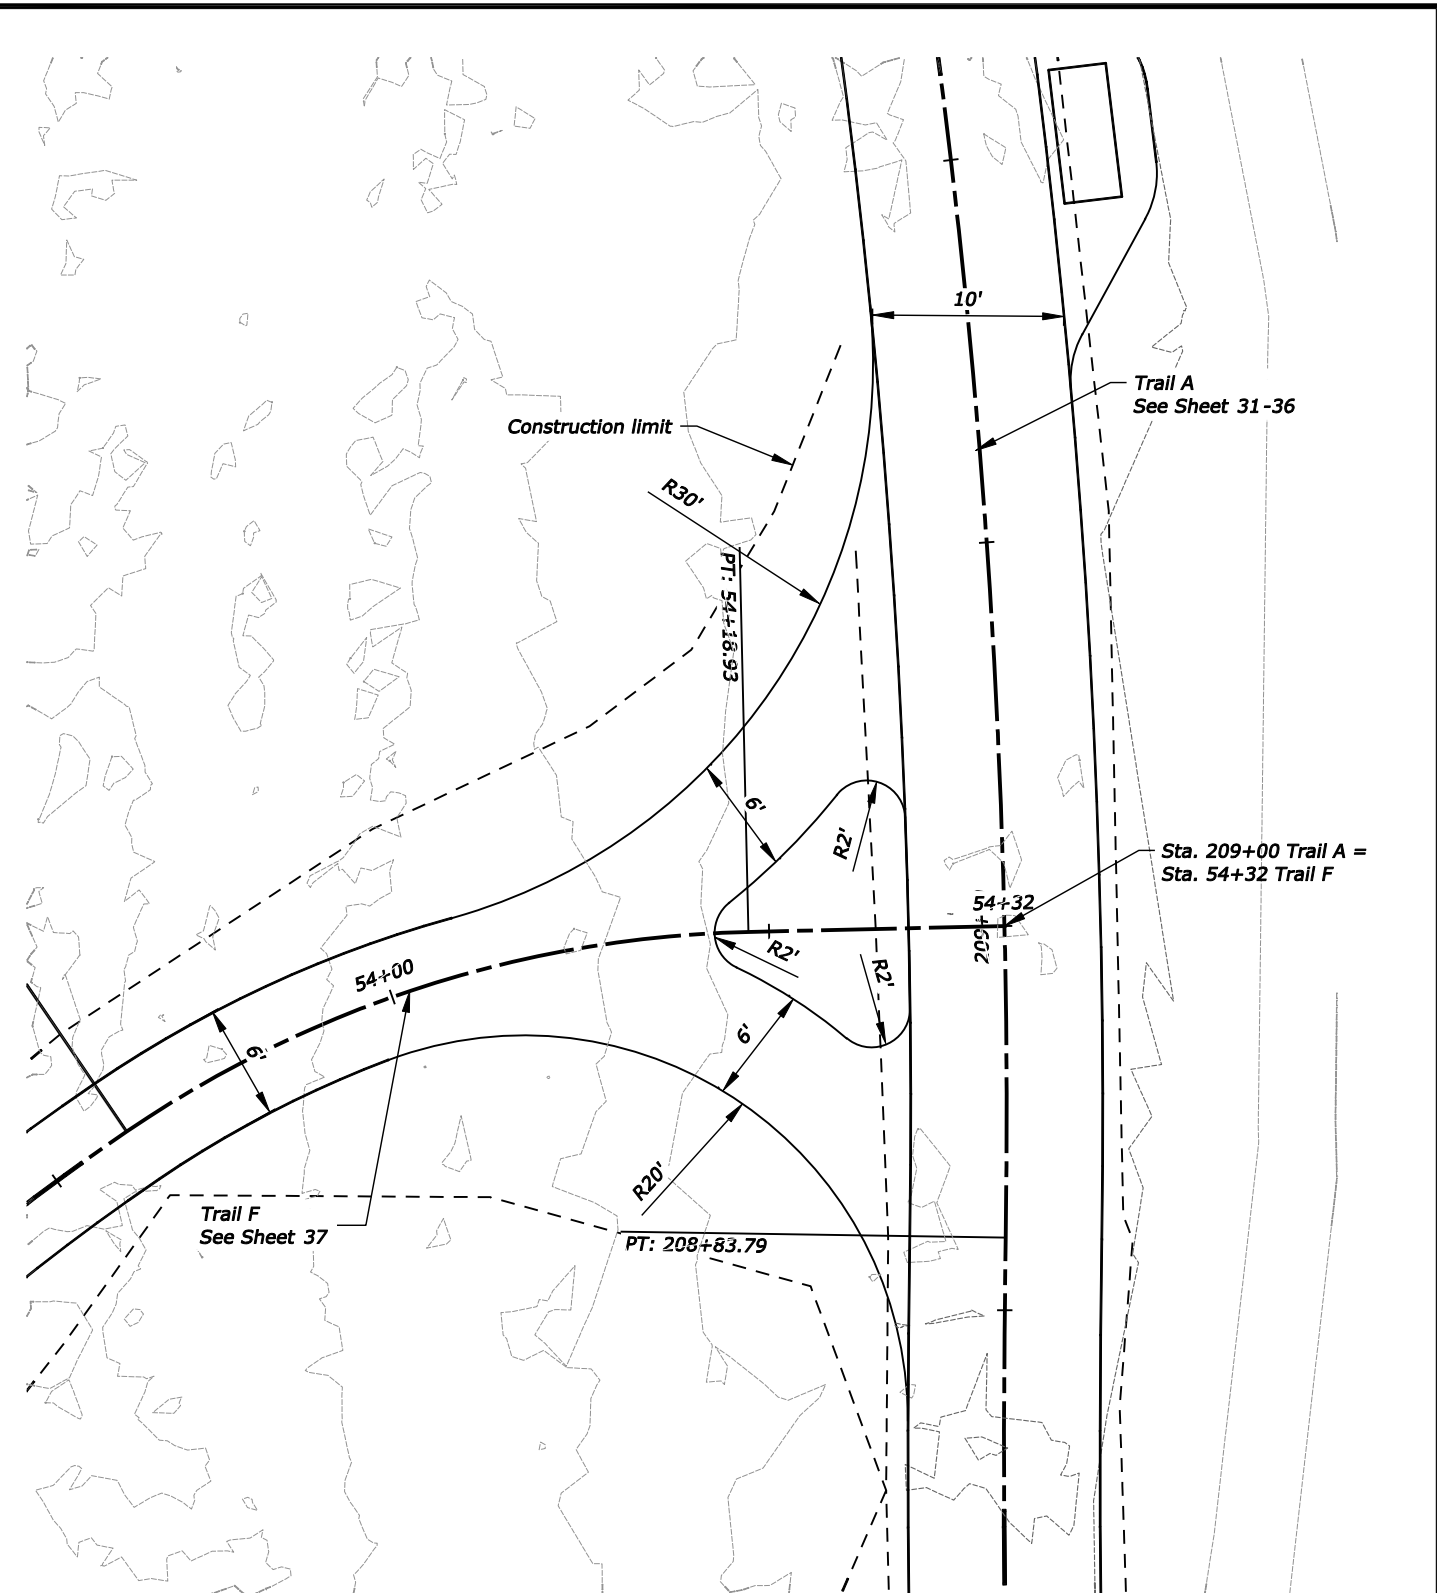 10'
Trail A
See Sheet 31-36
Construction limit
R30'
PT: 54+18.93
6'
R2'
Sta. 209+00 Trail A =
Sta. 54+32 Trail F
54+32
209+
R2'
R2'
54+00
6'
6'
R20'
Trail F
See Sheet 37
PT: 208+83.79